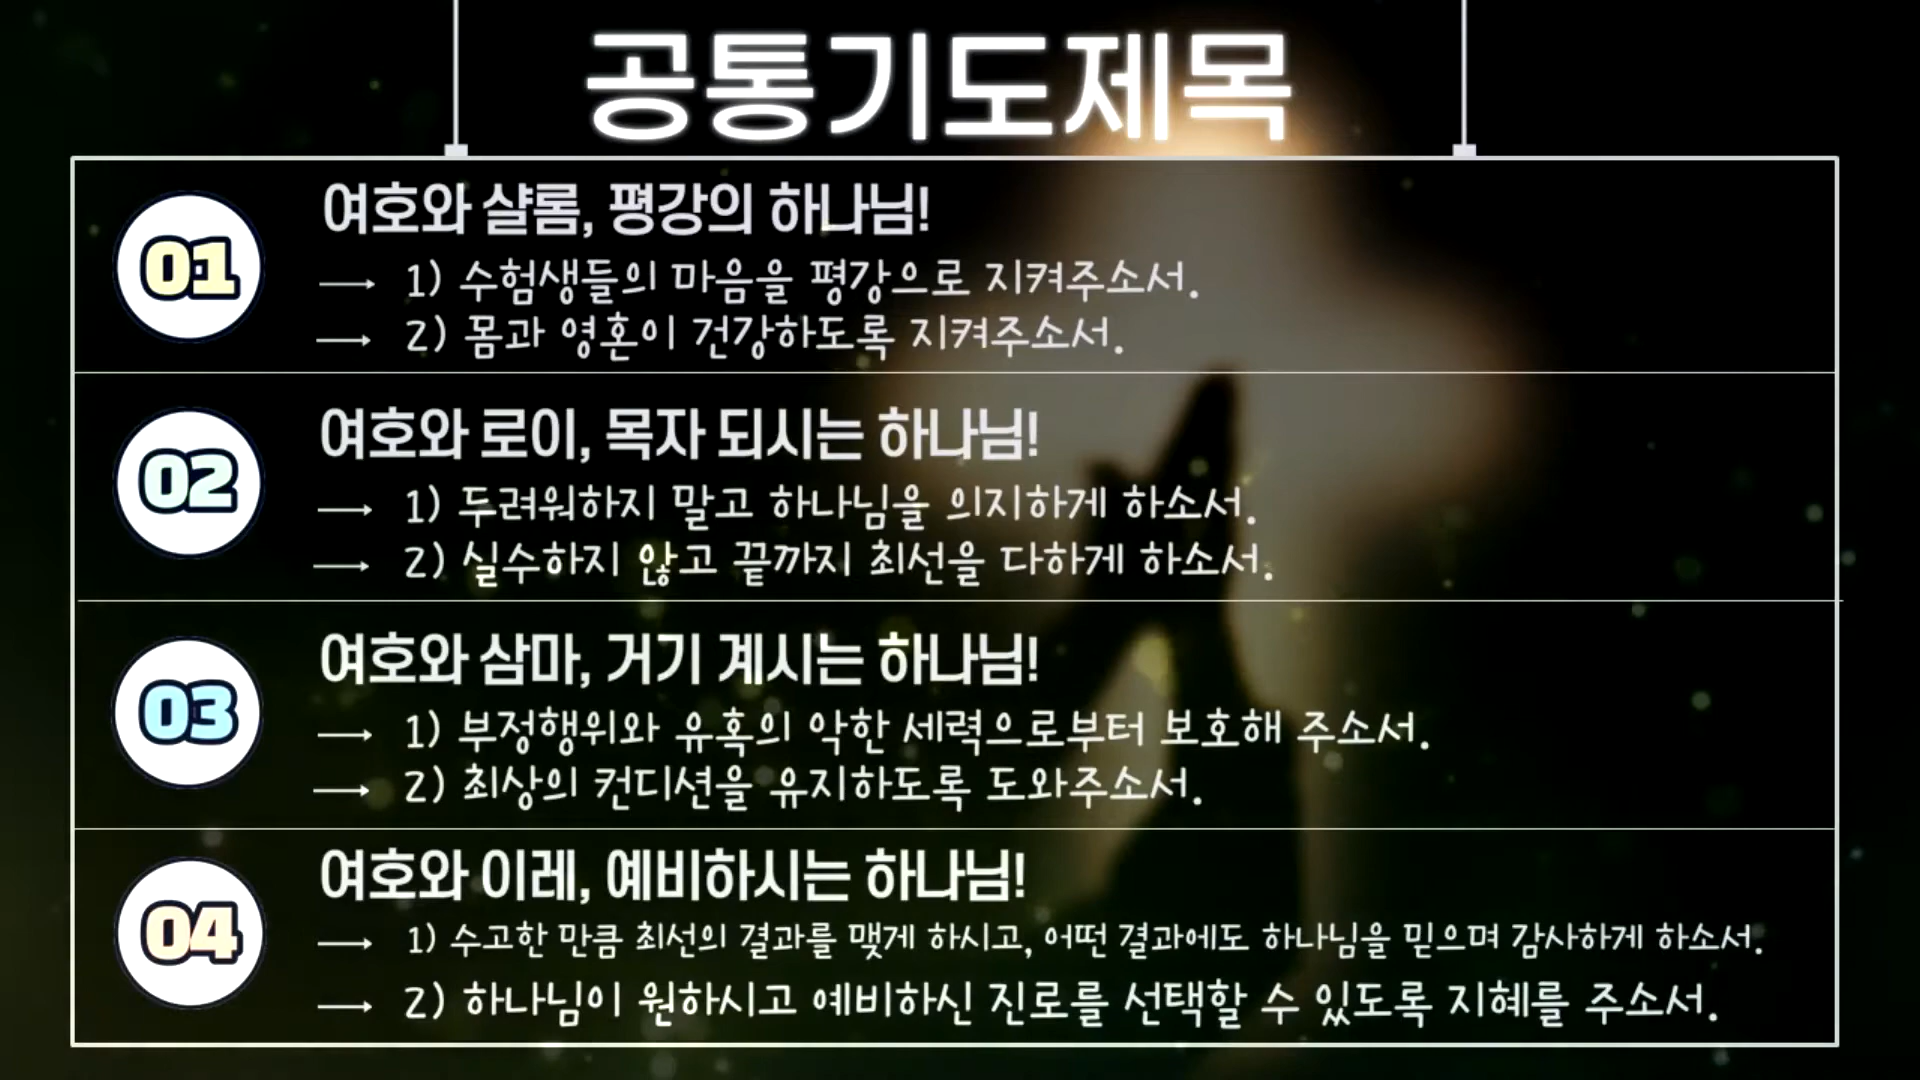 공통기도제목
01
여호와 샬롬, 평강의 하나님!
→ 1) 수험생들의 마음을 평강으로 지켜주소서.
→ 2) 몸과 영혼이 건강하도록 지켜주소서.
02
여호와 로이, 목자 되시는 하나님!
→ 1) 두려워하지 말고 하나님을 의지하게 하소서.
→ 2) 실수하지 않고 끝까지 최선을 다하게 하소서.
03
여호와 삼마, 거기 계시는 하나님!
→ 1) 부정행위와 유혹의 악한 세력으로부터 보호해 주소서.
→ 2) 최상의 컨디션을 유지하도록 도와주소서.
04
여호와 이레, 예비하시는 하나님!
→ 1) 수고한 만큼 최선의 결과를 맺게 하시고, 어떤 결과에도 하나님을 믿으며 감사하게 하소서.
→ 2) 하나님이 원하시고 예비하신 진로를 선택할 수 있도록 지혜를 주소서.